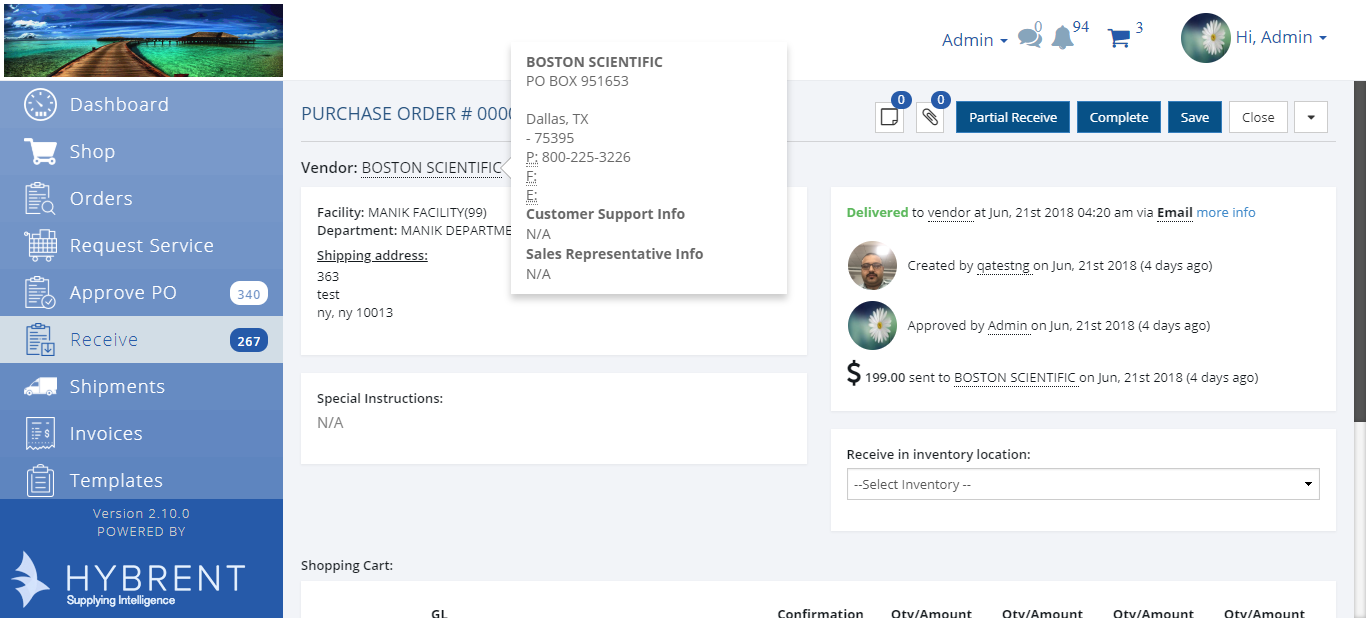 Admin
0
94
3
Hi, Admin
Dashboard
Shop
Orders
Request Service
Approve PO 340
Receive 267
Shipments
Invoices
Templates
Version 2.10.0
POWERED BY
HYBRENT
Supplying Intelligence
PURCHASE ORDER # 000
0
0
Partial Receive
Complete
Save
Close
Vendor: BOSTON SCIENTIFIC
BOSTON SCIENTIFIC
PO BOX 951653
Dallas, TX
- 75395
P: 800-225-3226
F:
E:
Customer Support Info
N/A
Sales Representative Info
N/A
Facility: MANIK FACILITY(99)
Department: MANIK DEPARTME
Shipping address:
363
test
ny, ny 10013
Special Instructions:
N/A
Delivered to vendor at Jun, 21st 2018 04:20 am via Email more info
Created by qatestng on Jun, 21st 2018 (4 days ago)
Approved by Admin on Jun, 21st 2018 (4 days ago)
$ 199.00 sent to BOSTON SCIENTIFIC on Jun, 21st 2018 (4 days ago)
Receive in inventory location:
--Select Inventory --
Shopping Cart:
GL Confirmation Qty/Amount Qty/Amount Qty/Amount Qty/Amount